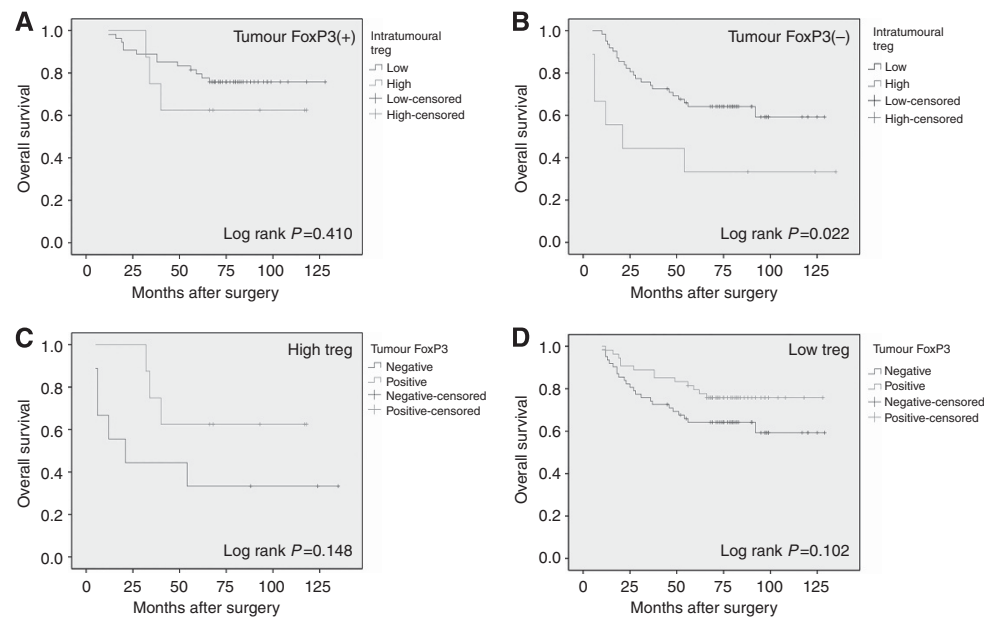 A
1.0
0.8
0.6
0.4
0.2
0.0
Overall survival
Tumour FoxP3(+)
Log rank P=0.410
0 25 50 75 100 125
Months after surgery
Intratumoural
treg
Low
High
Low-censored
High-censored
B
1.0
0.8
0.6
0.4
0.2
0.0
Overall survival
Tumour FoxP3(–)
Log rank P=0.022
0 25 50 75 100 125
Months after surgery
Intratumoural
treg
Low
High
Low-censored
High-censored
C
1.0
0.8
0.6
0.4
0.2
0.0
Overall survival
High treg
Log rank P=0.148
0 25 50 75 100 125
Months after surgery
Tumour FoxP3
Negative
Positive
Negative-censored
Positive-censored
D
1.0
0.8
0.6
0.4
0.2
0.0
Overall survival
Low treg
Log rank P=0.102
0 25 50 75 100 125
Months after surgery
Tumour FoxP3
Negative
Positive
Negative-censored
Positive-censored